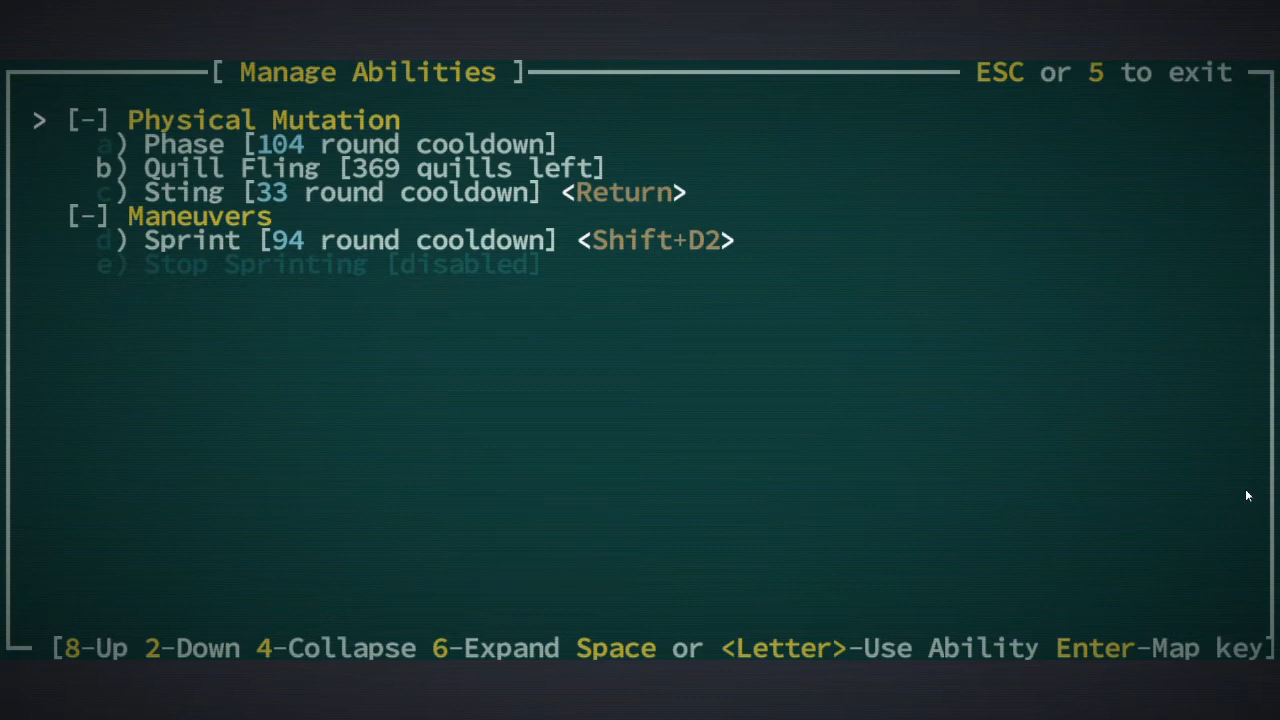 [ Manage Abilities ] ESC or 5 to exit
> [-] Physical Mutation
a) Phase [104 round cooldown]
b) Quill Fling [369 quills left]
c) Sting [33 round cooldown] <Return>
[-] Maneuvers
d) Sprint [94 round cooldown] <Shift+D2>
e) Stop Sprinting [disabled]
[8-Up 2-Down 4-Collapse 6-Expand Space or <Letter>-Use Ability Enter-Map key]